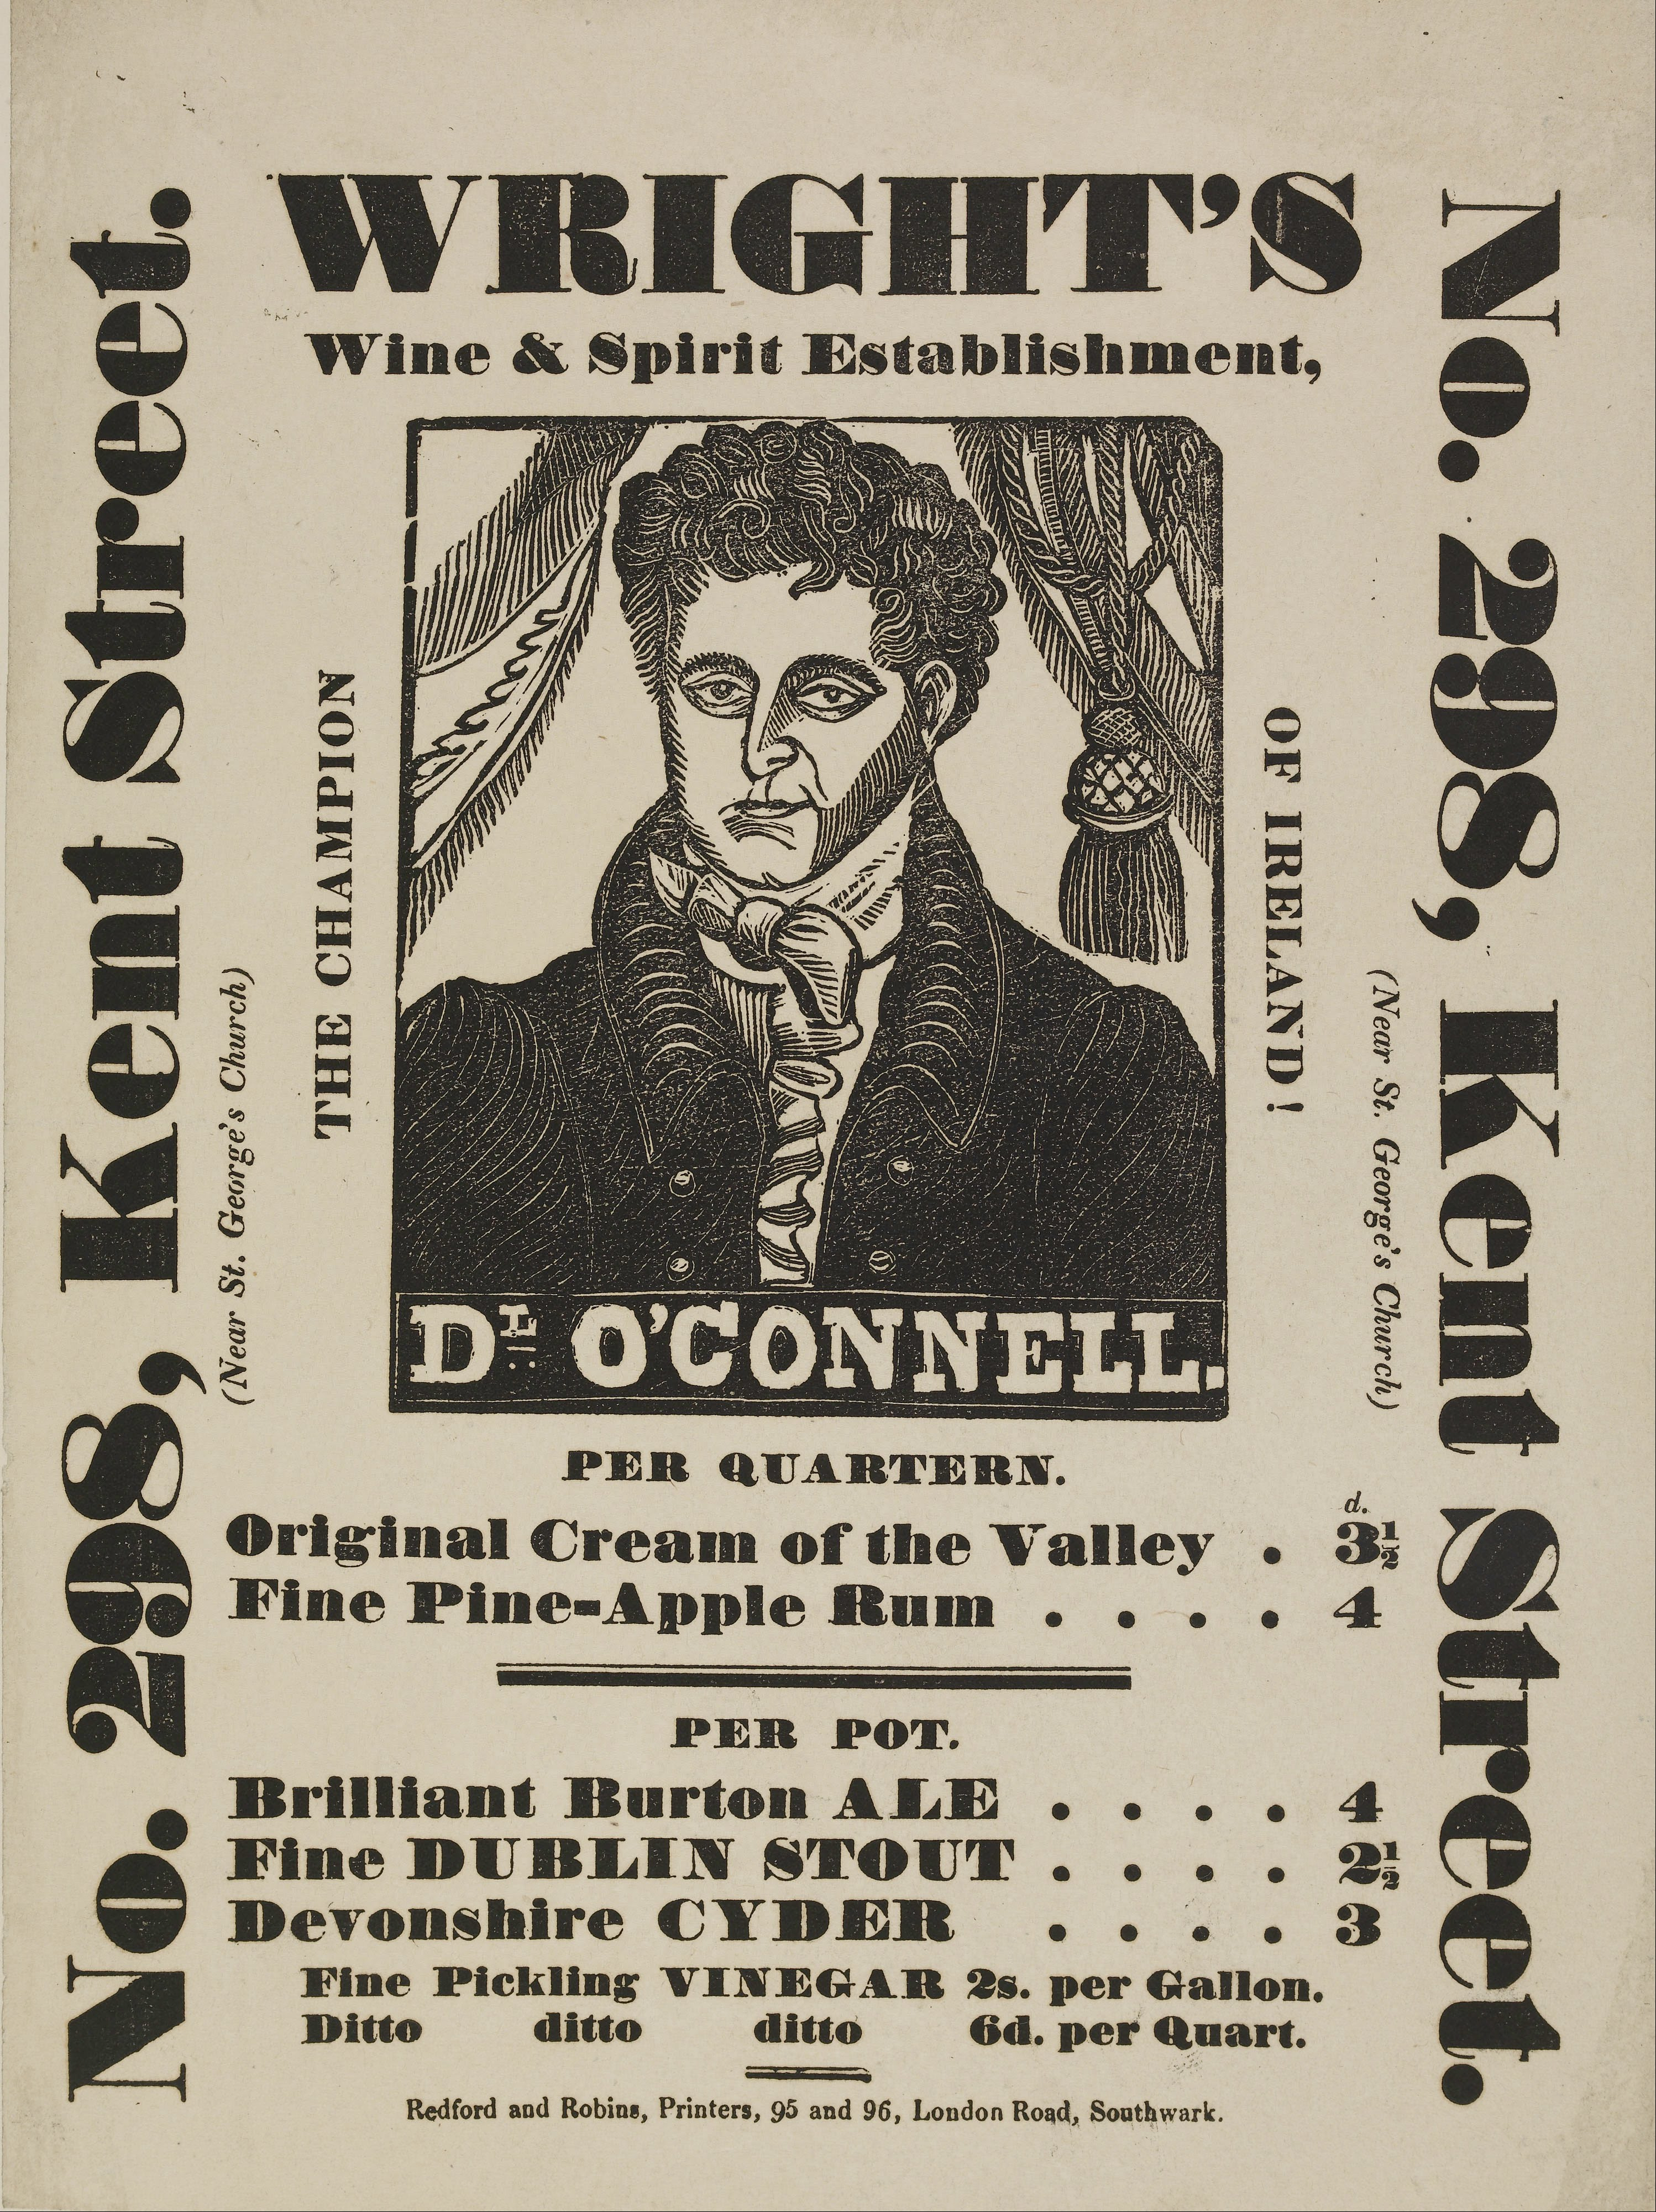 WRIGHT'S
Wine & Spirit Establishment,
No. 298, Kent Street.
(Near St. George's Church)
THE CHAMPION
OF IRELAND!
(Near St. George's Church)
No. 298, Kent Street.
DL O'CONNELL.
PER QUARTERN.
d.
Original Cream of the Valley . 3½
Fine Pine-Apple Rum . . . . 4
PER POT.
Brilliant Burton ALE . . . . 4
Fine DUBLIN STOUT . . . . 2½
Devonshire CYDER . . . . 3
Fine Pickling VINEGAR 2s. per Gallon.
Ditto ditto ditto 6d. per Quart.
Redford and Robins, Printers, 95 and 96, London Road, Southwark.